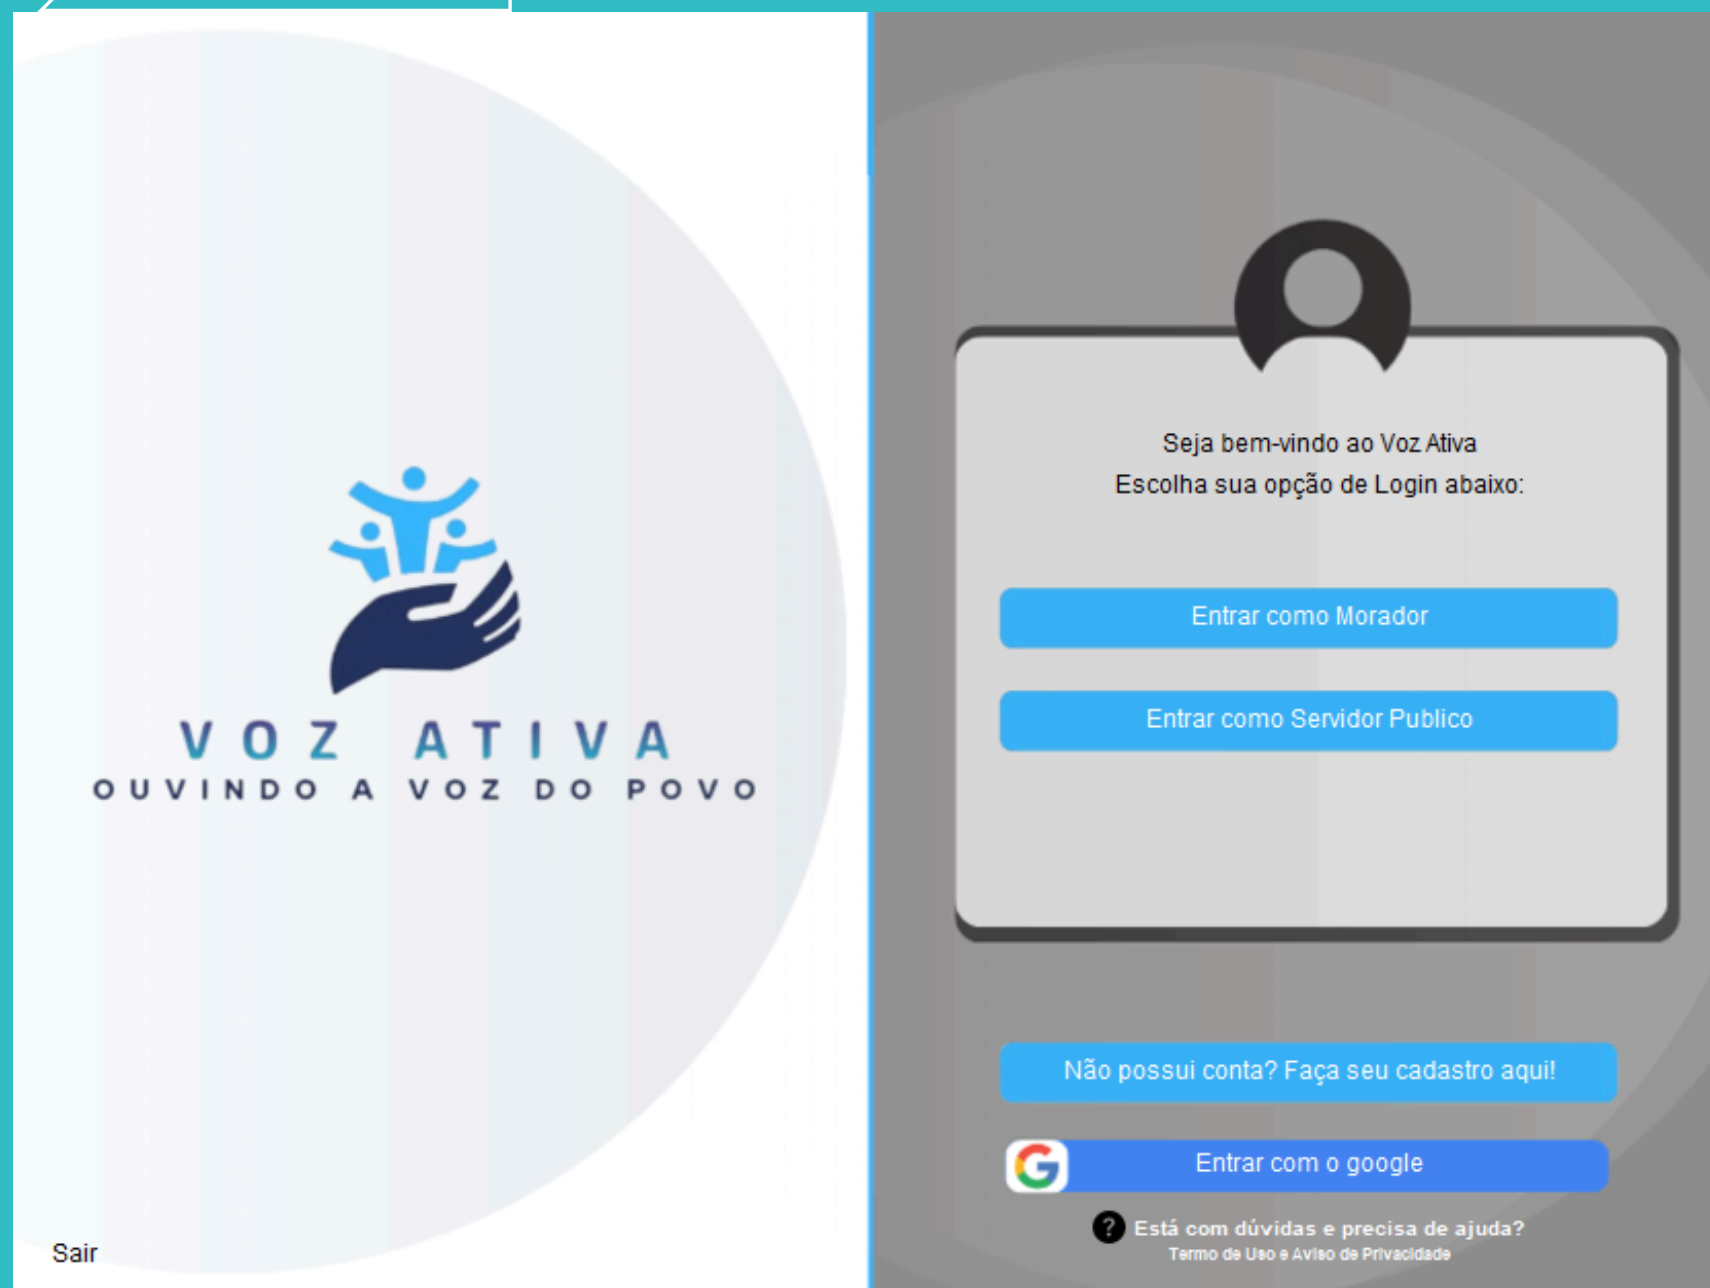 VOZ ATIVA
OUVINDO A VOZ DO POVO
Sair
Seja bem-vindo ao Voz Ativa
Escolha sua opção de Login abaixo:
Entrar como Morador
Entrar como Servidor Publico
Não possui conta? Faça seu cadastro aqui!
G
Entrar com o google
? Está com dúvidas e precisa de ajuda?
Termo de Uso e Aviso de Privacidade